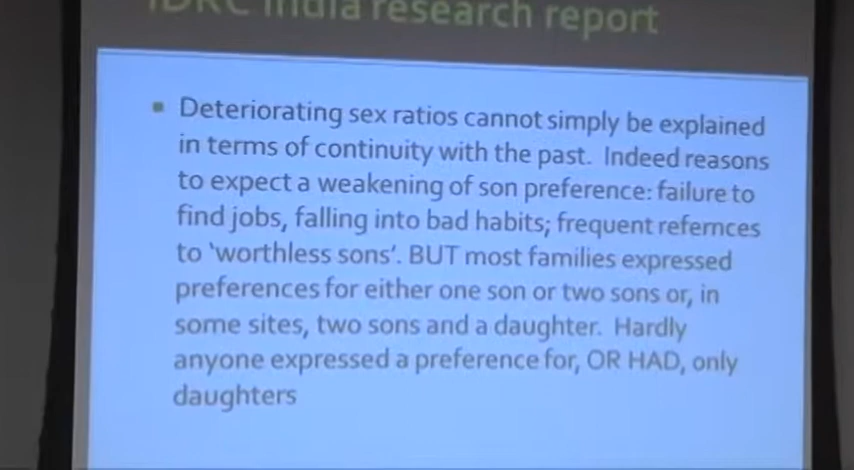 IDRC India research report
Deteriorating sex ratios cannot simply be explained
in terms of continuity with the past. Indeed reasons
to expect a weakening of son preference: failure to
find jobs, falling into bad habits; frequent refernces
to 'worthless sons'. BUT most families expressed
preferences for either one son or two sons or, in
some sites, two sons and a daughter. Hardly
anyone expressed a preference for, OR HAD, only
daughters